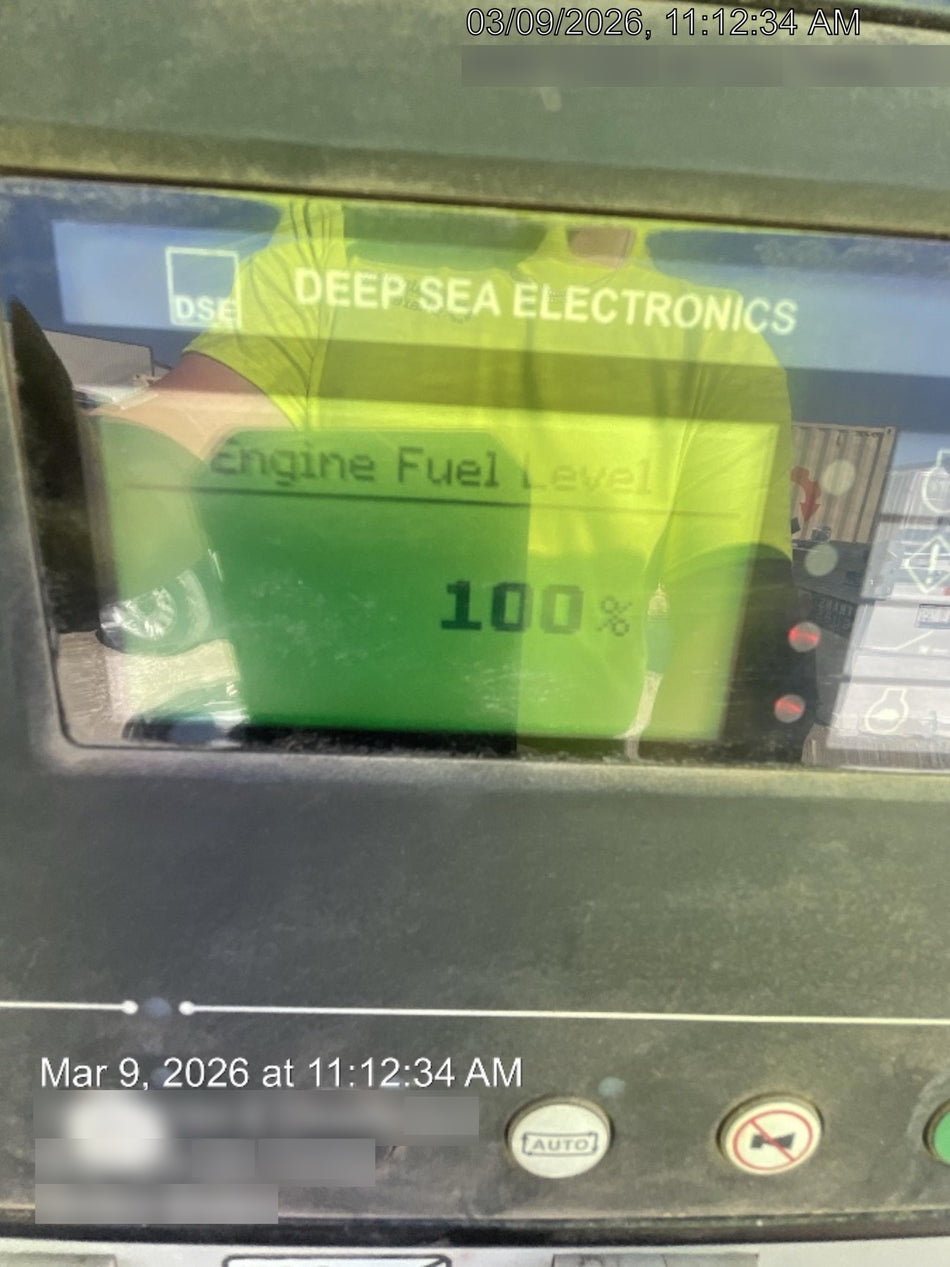 03/09/2026, 11:12:34 AM
DSE
DEEP SEA ELECTRONICS
Engine Fuel Level
100 %
Mar 9, 2026 at 11:12:34 AM
AUTO